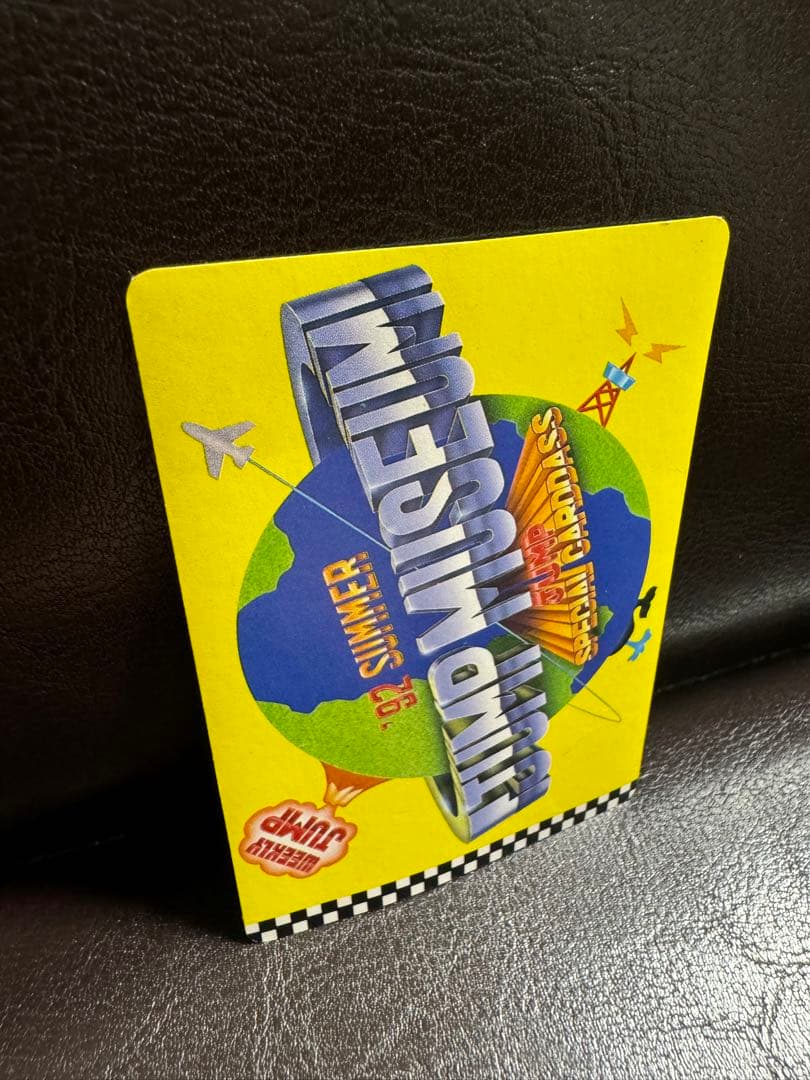 '92 SUMMER
JUMP MUSEUM!
JUMP
SPECIAL CARDDASS
WEEKLY
JUMP